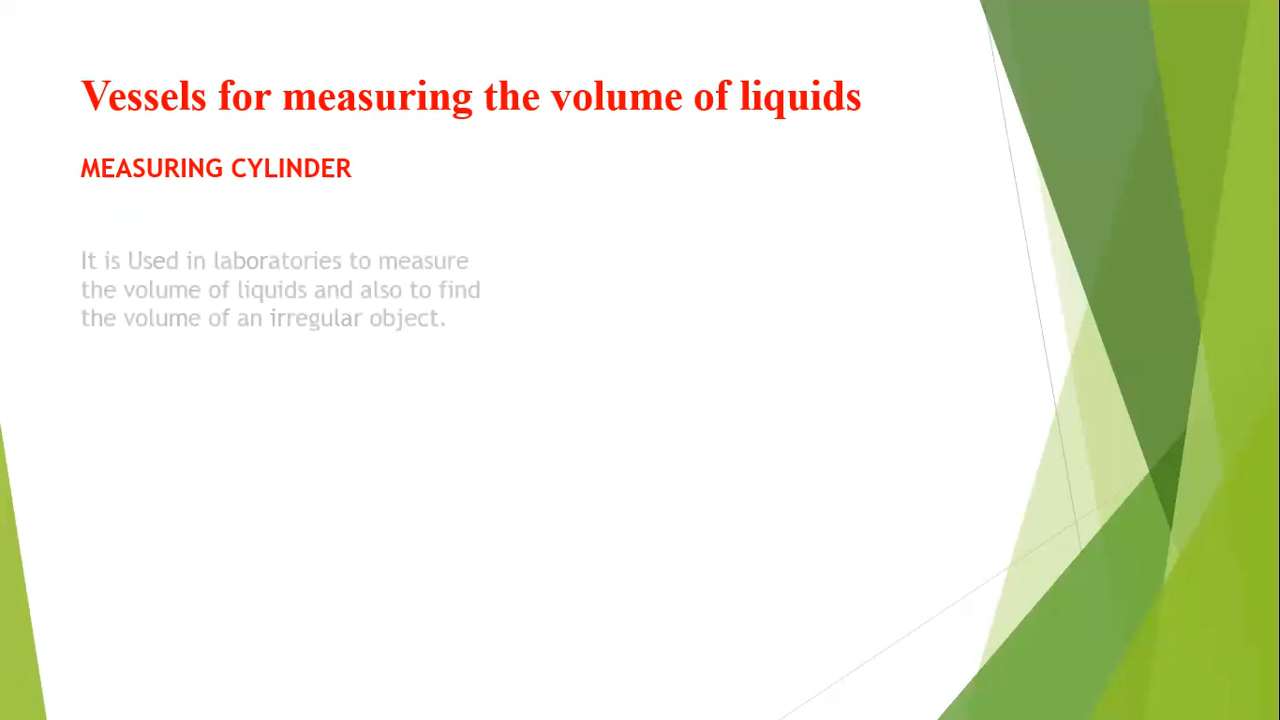 Vessels for measuring the volume of liquids
MEASURING CYLINDER
It is Used in laboratories to measure
the volume of liquids and also to find
the volume of an irregular object.